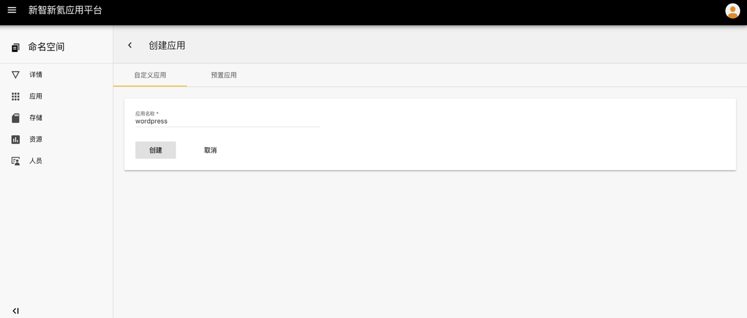 新智新氦应用平台
命名空间
创建应用
详情
自定义应用
预置应用
应用
存储
应用名称 *
wordpress
资源
创建
取消
人员